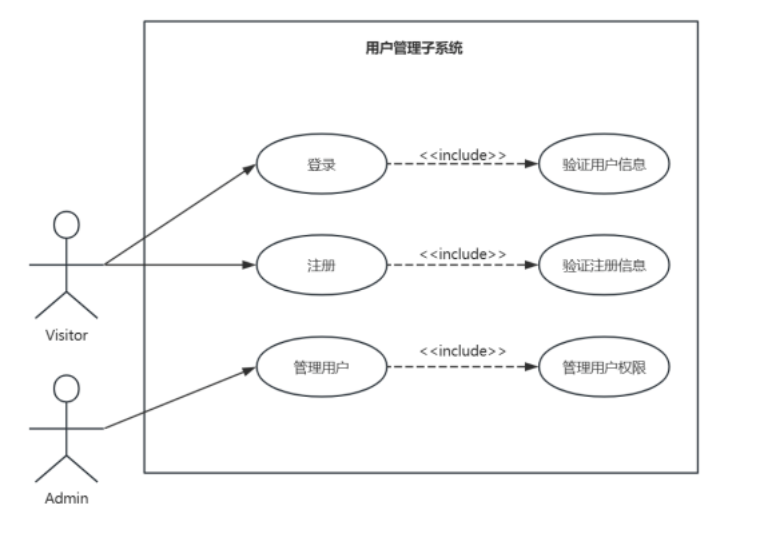 用户管理子系统
登录
<<include>>
验证用户信息
注册
<<include>>
验证注册信息
Visitor
管理用户
<<include>>
管理用户权限
Admin